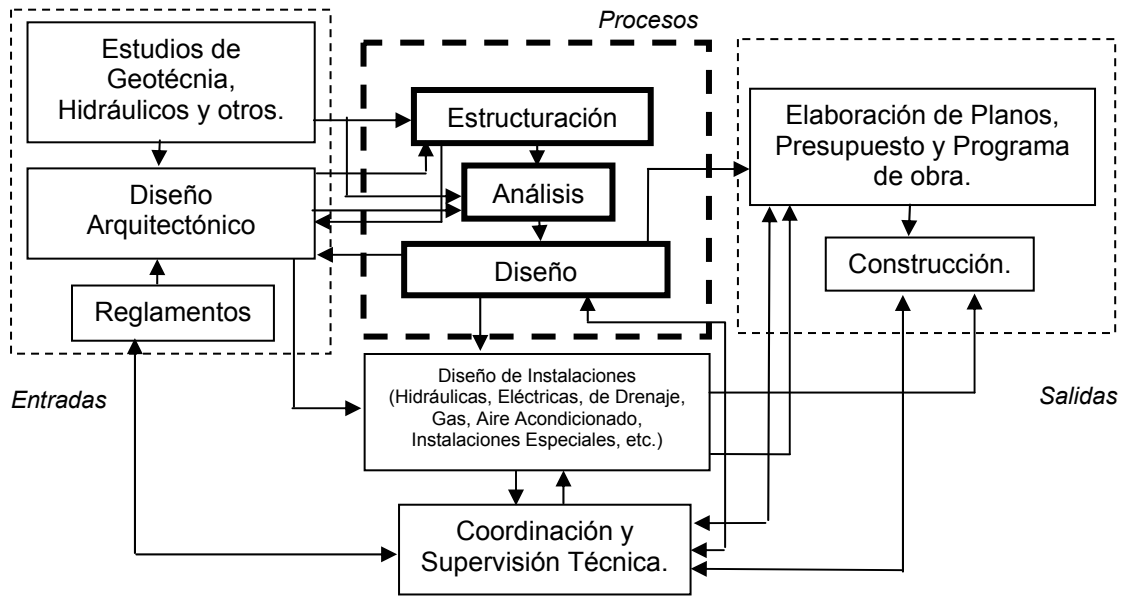 Procesos
Estudios de
Geotécnia,
Hidráulicos y otros.
Diseño
Arquitectónico
Reglamentos
Entradas
Estructuración
Análisis
Diseño
Elaboración de Planos,
Presupuesto y Programa
de obra.
Construcción.
Salidas
Diseño de Instalaciones
(Hidráulicas, Eléctricas, de Drenaje,
Gas, Aire Acondicionado,
Instalaciones Especiales, etc.)
Coordinación y
Supervisión Técnica.